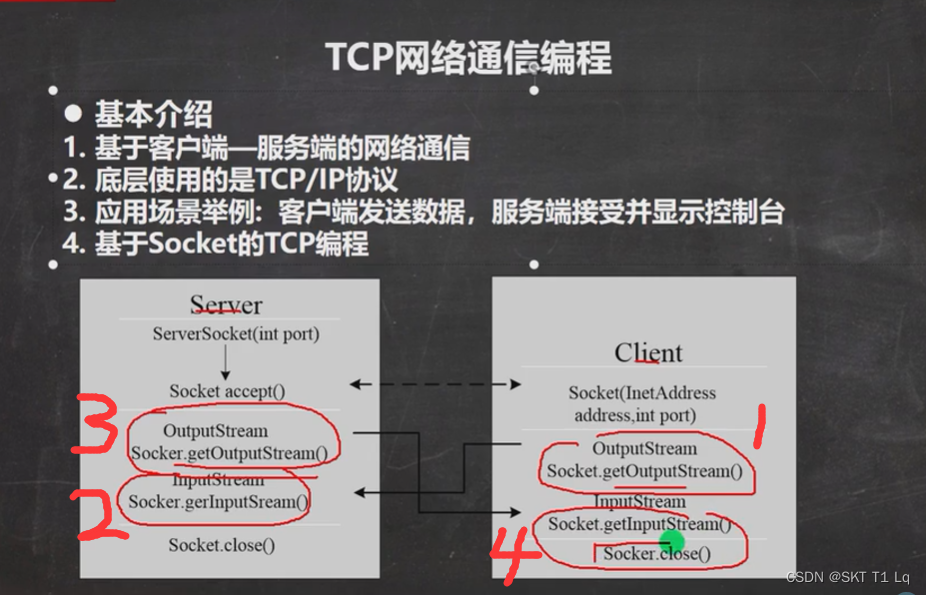 TCP网络通信编程
● 基本介绍
1. 基于客户端—服务端的网络通信
2. 底层使用的是TCP/IP协议
3. 应用场景举例：客户端发送数据，服务端接受并显示控制台
4. 基于Socket的TCP编程
Server
ServerSocket(int port)
Socket accept()
3
OutputStream
Socker.getOutputStream()
2
InputStream
Socker.gerInputSream()
Socket.close()
Client
Socket(InetAddress
address,int port)
1
OutputStream
Socket.getOutputStream()
InputStream
Socket.getInputStream()
4
Socker.close()
CSDN @SKT T1 Lq